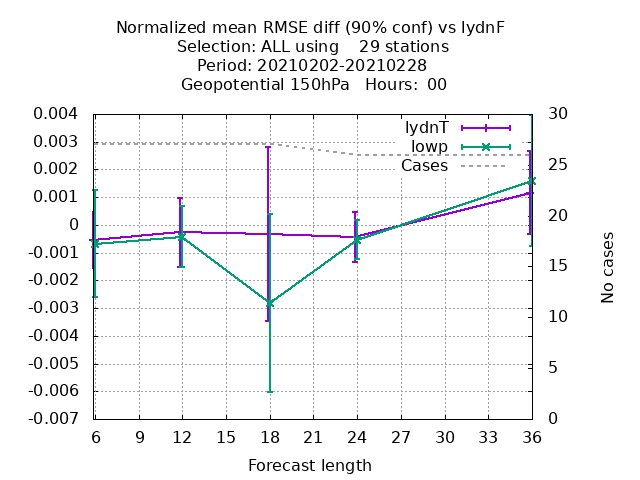 Normalized mean RMSE diff (90% conf) vs IydnF
Selection: ALL using    29 stations
Period: 20210202-20210228
Geopotential 150hPa   Hours:  00
0.004
0.003
0.002
0.001
0
-0.001
-0.002
-0.003
-0.004
-0.005
-0.006
-0.007
30
25
20
15
10
5
0
IydnT
Iowp
Cases
No cases
6 9 12 15 18 21 24 27 30 33 36
Forecast length